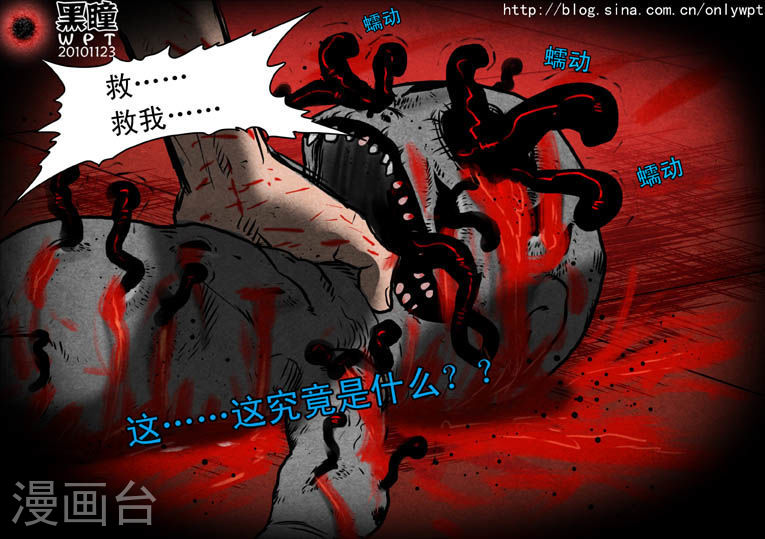 黑瞳
WPT
20101123
http://blog.sina.com.cn/onlywpt
蠕动
蠕动
蠕动
救……
救我……
这……这究竟是什么？？
漫画台